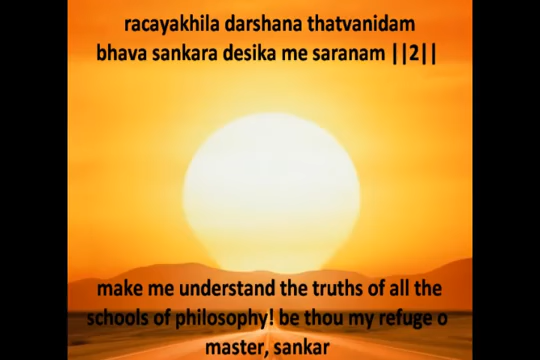 racayakhila darshana thatvanidam
bhava sankara desika me saranam ||2||
make me understand the truths of all the
schools of philosophy! be thou my refuge o
master, sankar